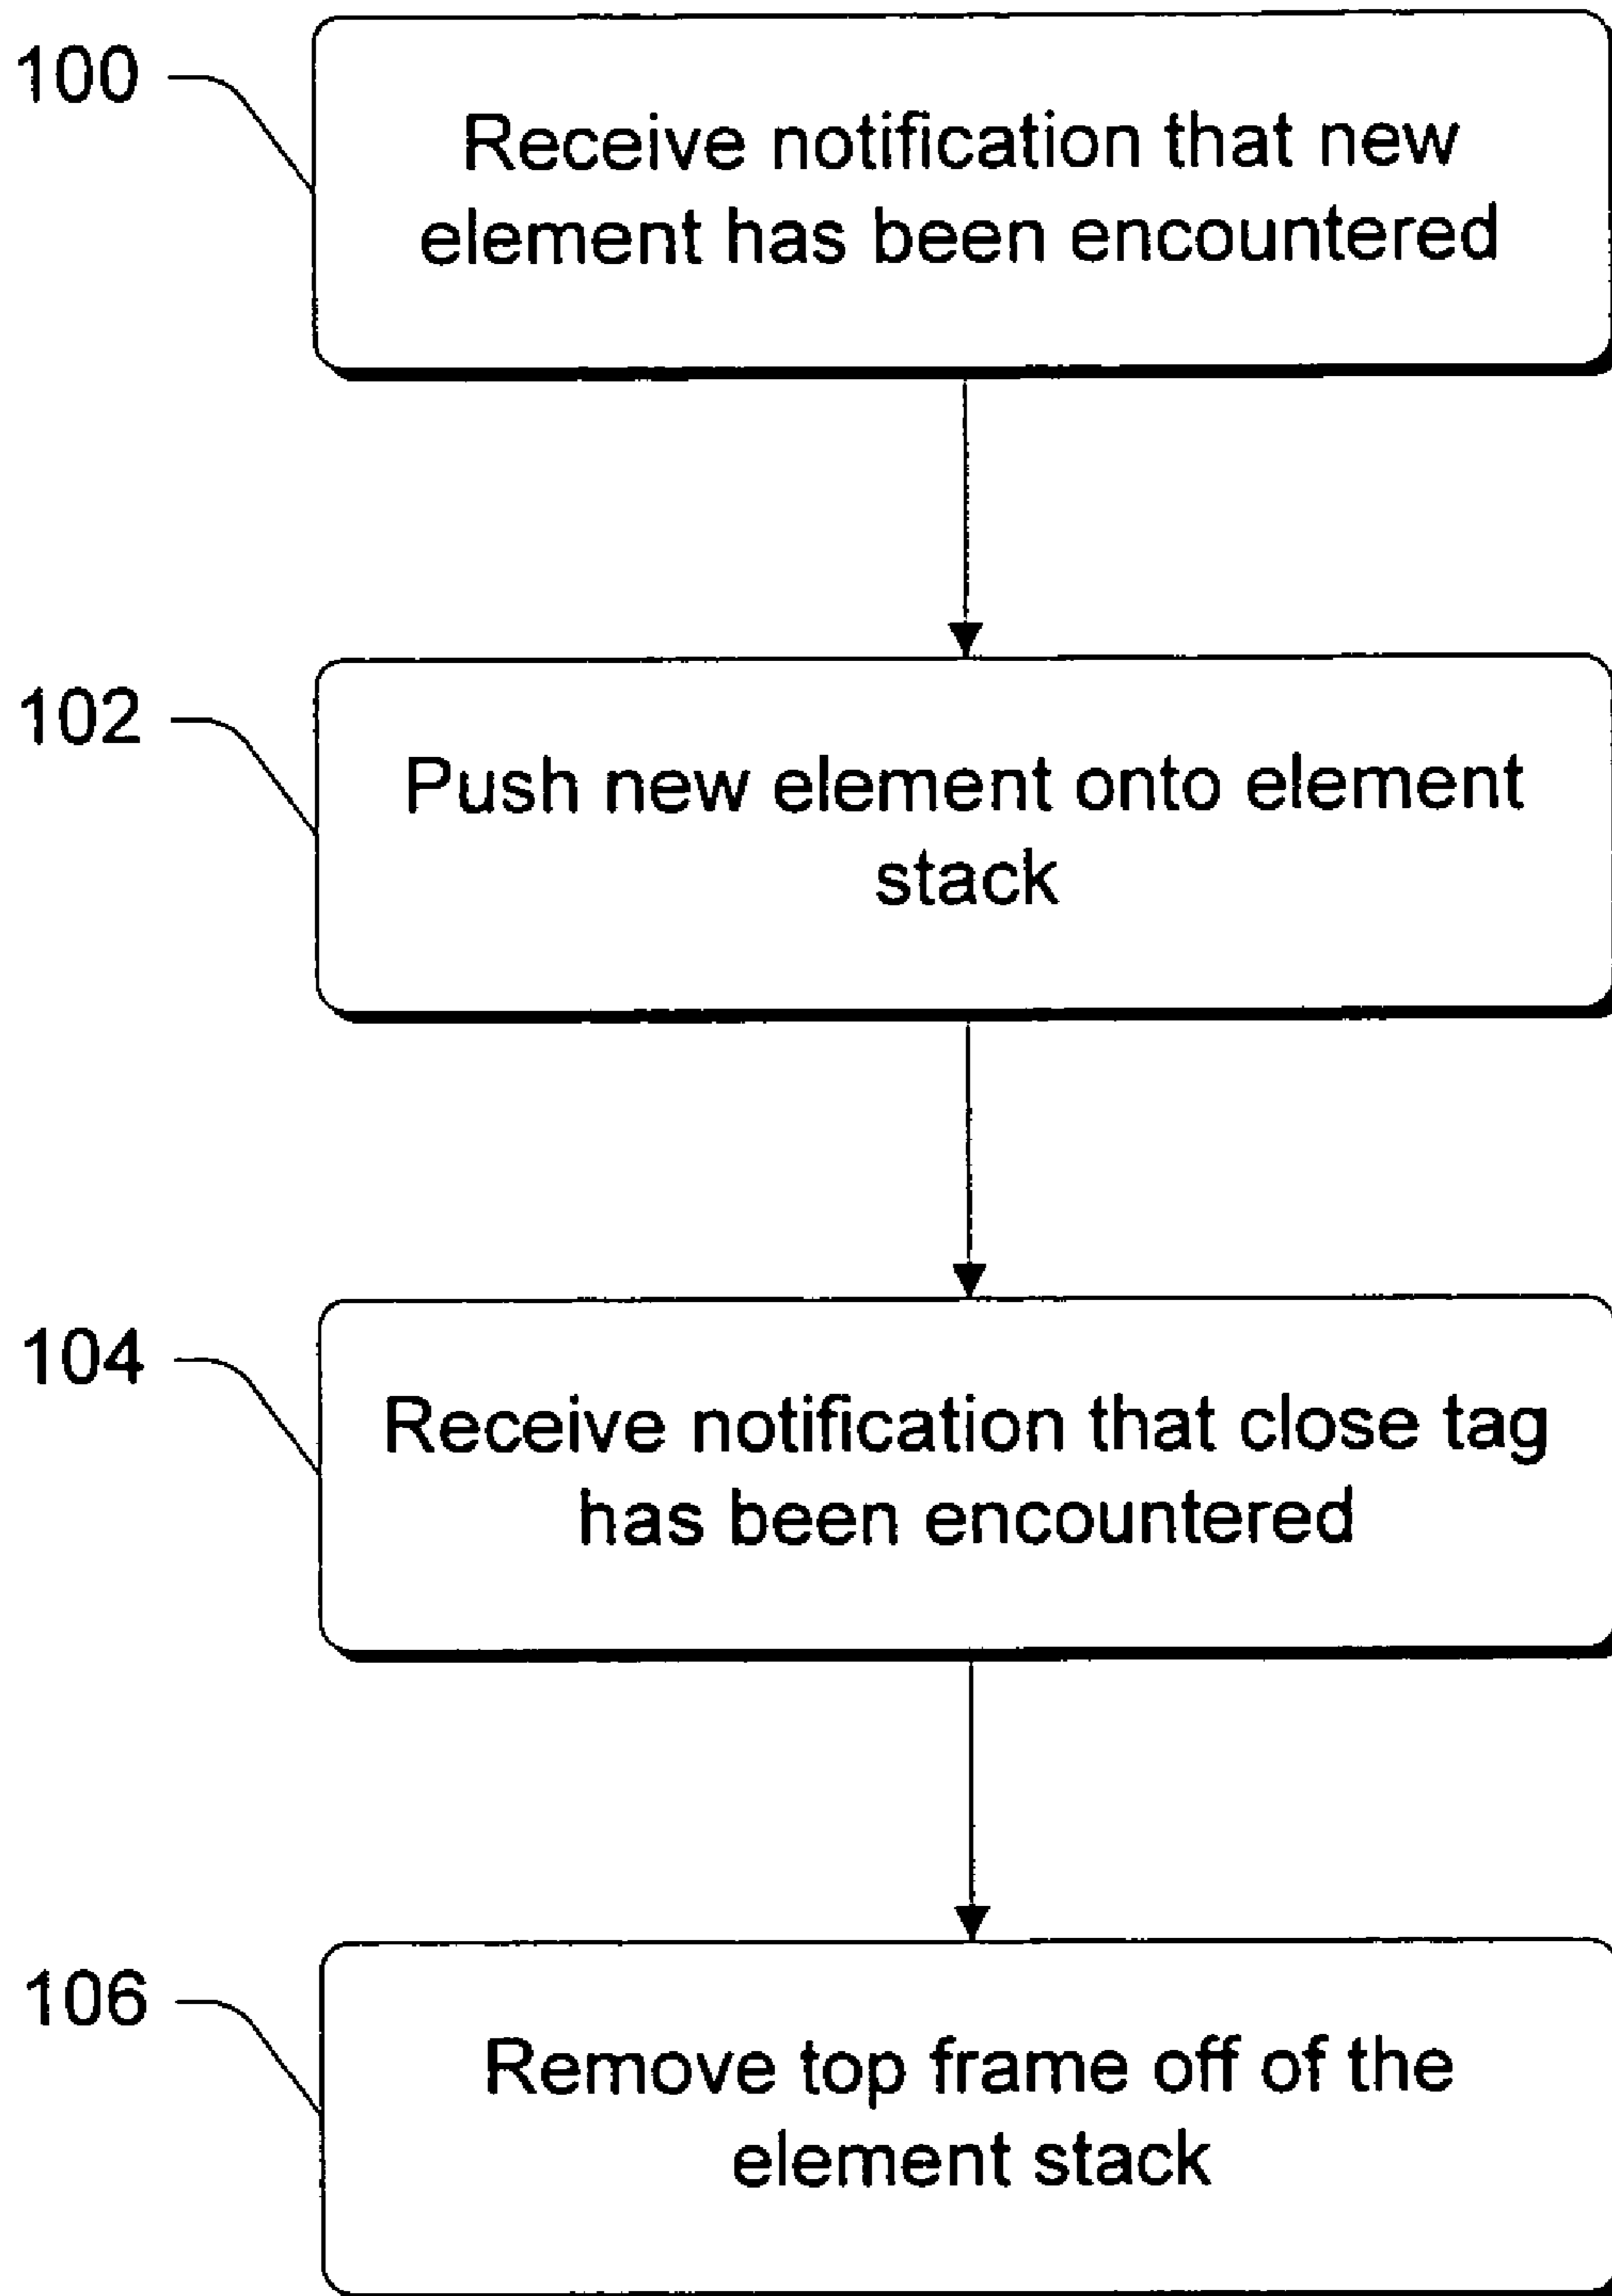 100
Receive notification that new
element has been encountered
102
Push new element onto element
stack
104
Receive notification that close tag
has been encountered
106
Remove top frame off of the
element stack